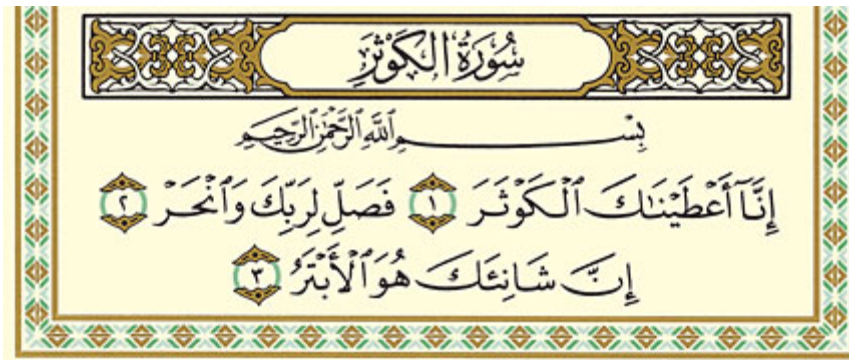 سُورَةُ الكَوْثَرِ
بِسْمِ ٱللَّهِ ٱلرَّحْمَٰنِ ٱلرَّحِيمِ
إِنَّآ أَعْطَيْنَٰكَ ٱلْكَوْثَرَ ١ فَصَلِّ لِرَبِّكَ وَٱنْحَرْ ٢
إِنَّ شَانِئَكَ هُوَ ٱلْأَبْتَرُ ٣